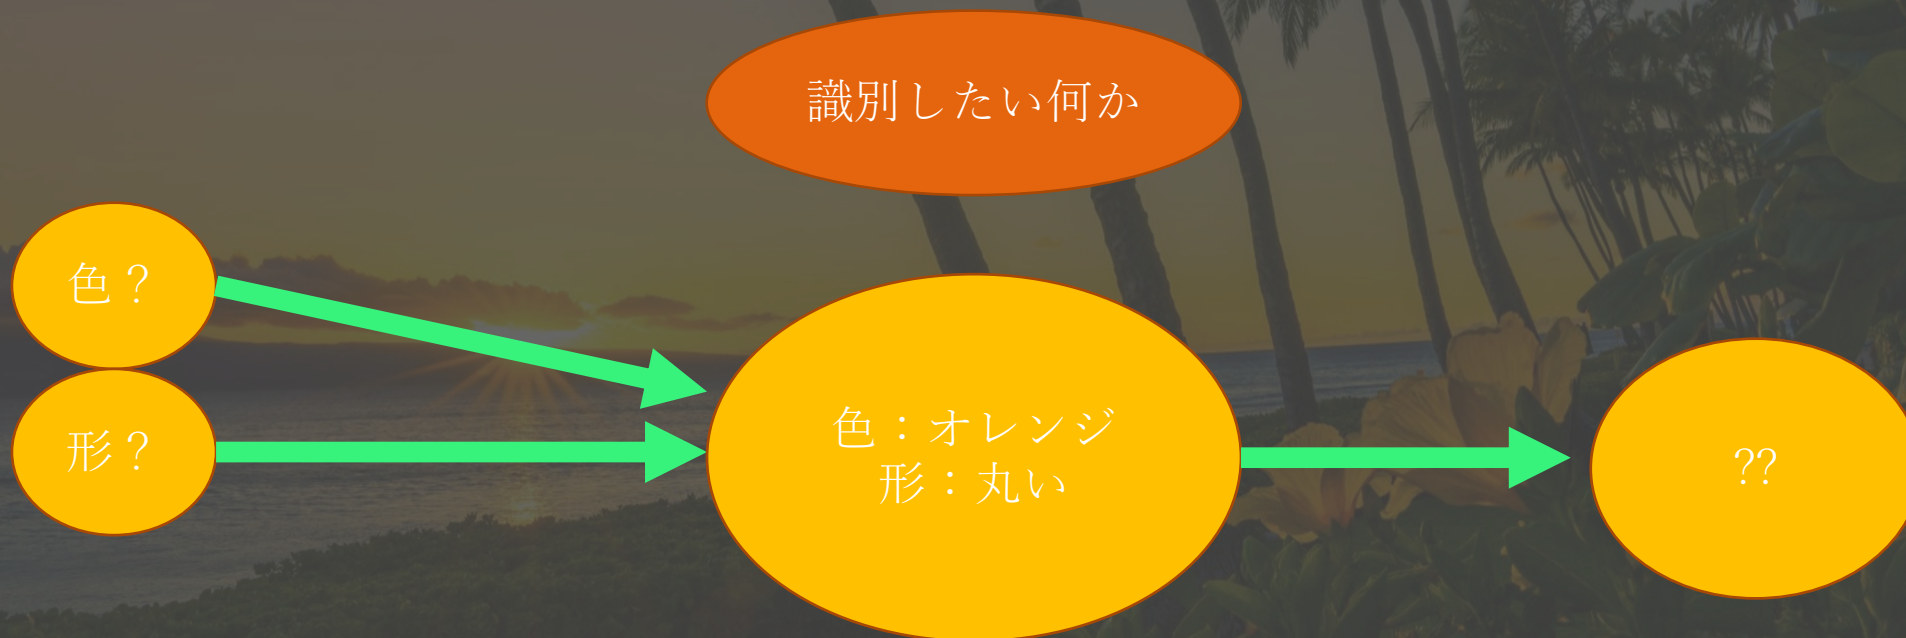 識別したい何か
色？
形？
色：オレンジ
形：丸い
??